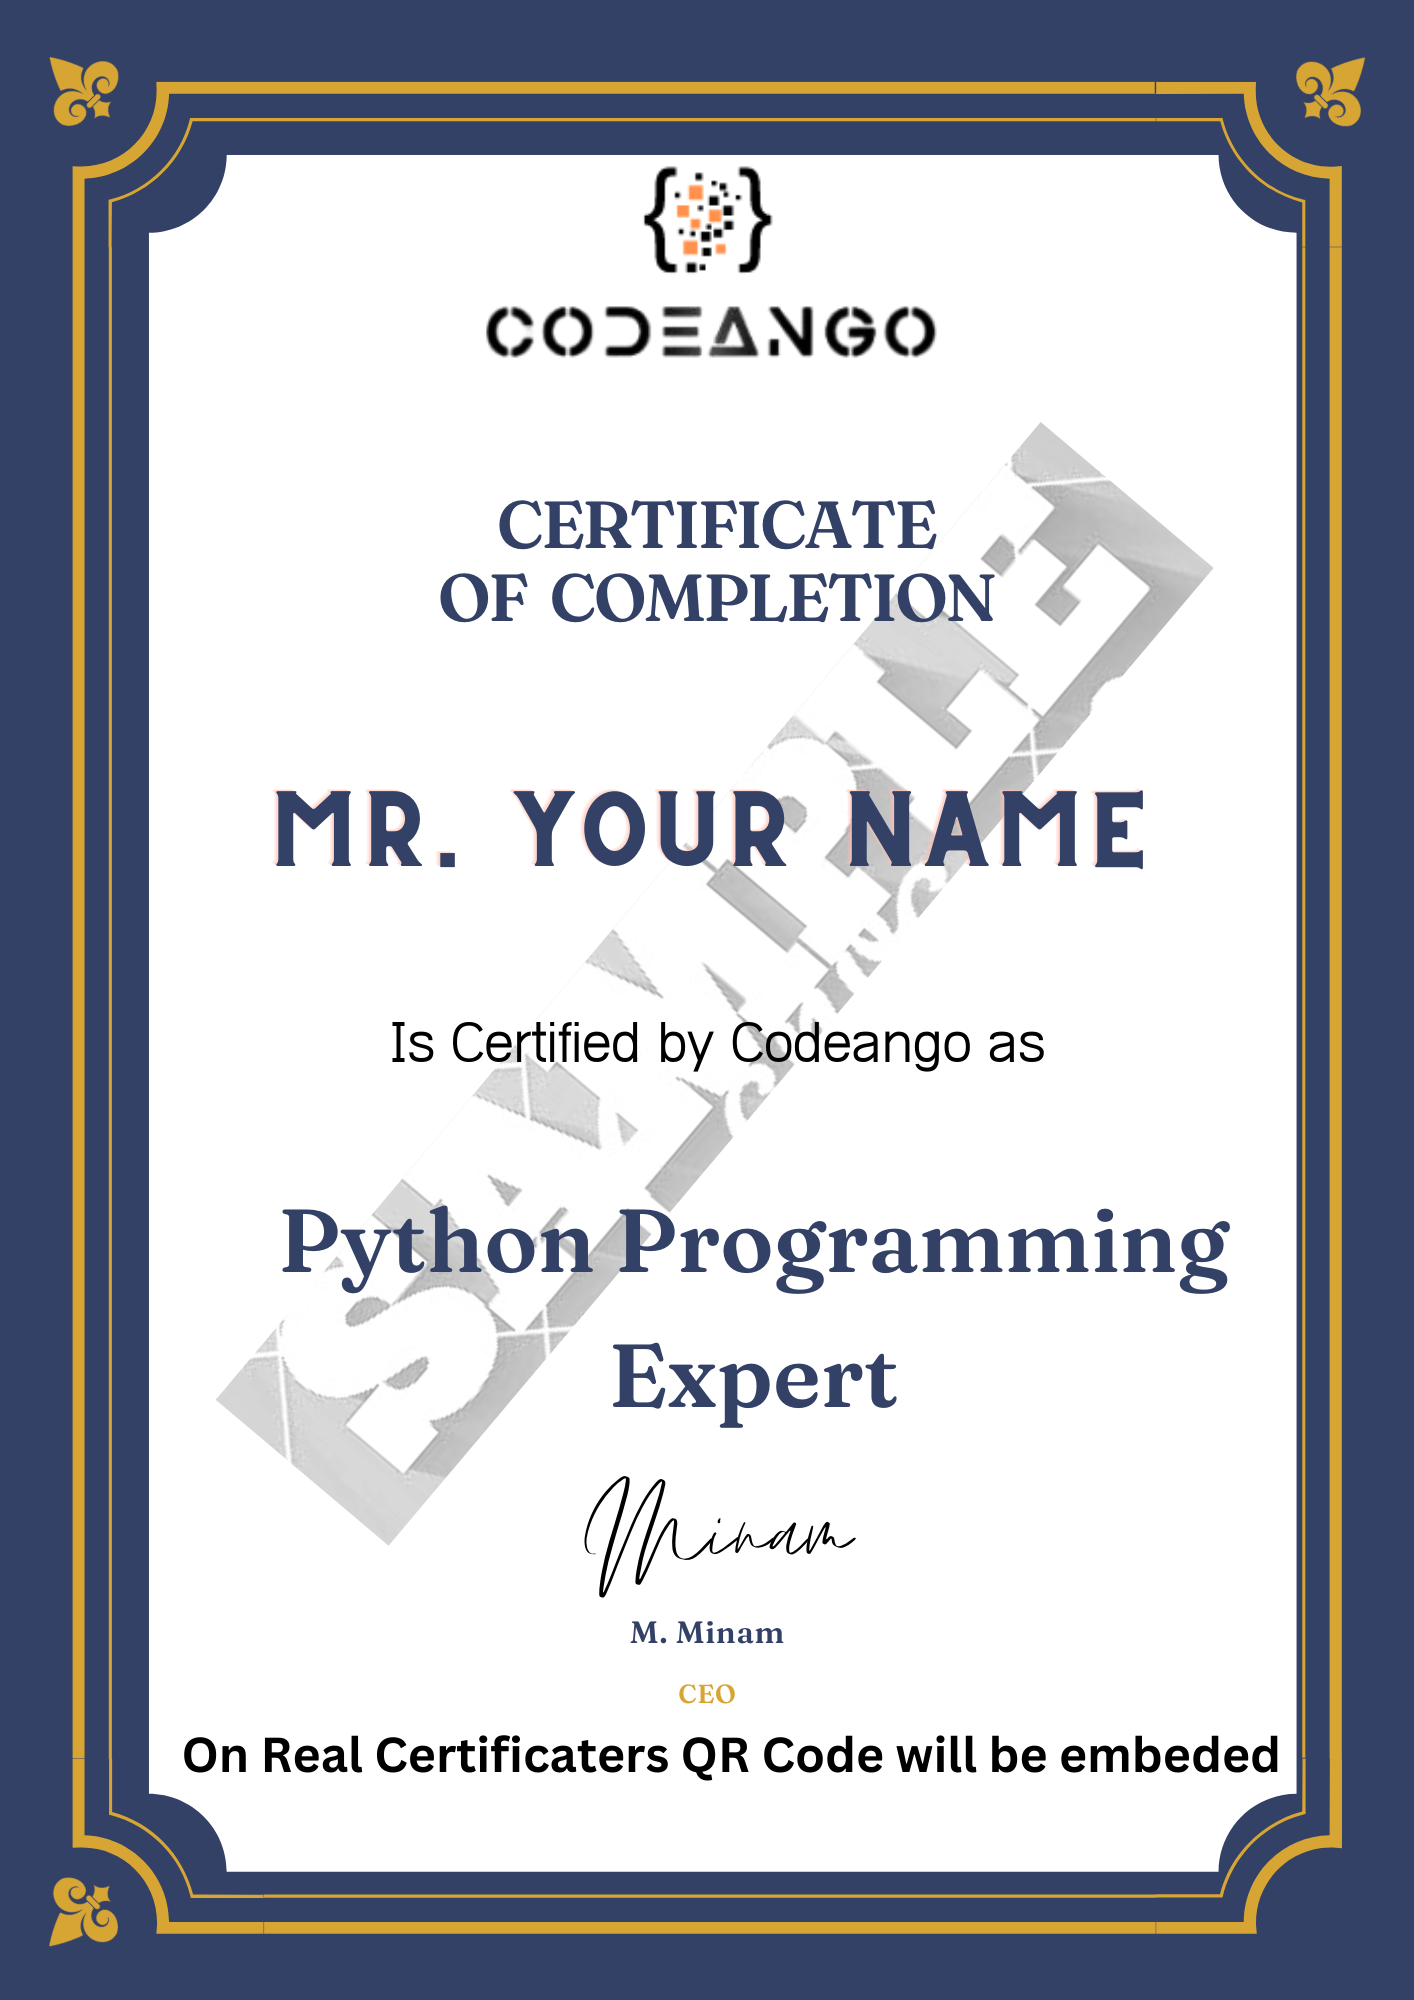 CODEANGO
CERTIFICATE
OF COMPLETION
MR. YOUR NAME
Is Certified by Codeango as
Python Programming
Expert
SAMPLE
Minam
M. Minam
CEO
On Real Certificaters QR Code will be embeded